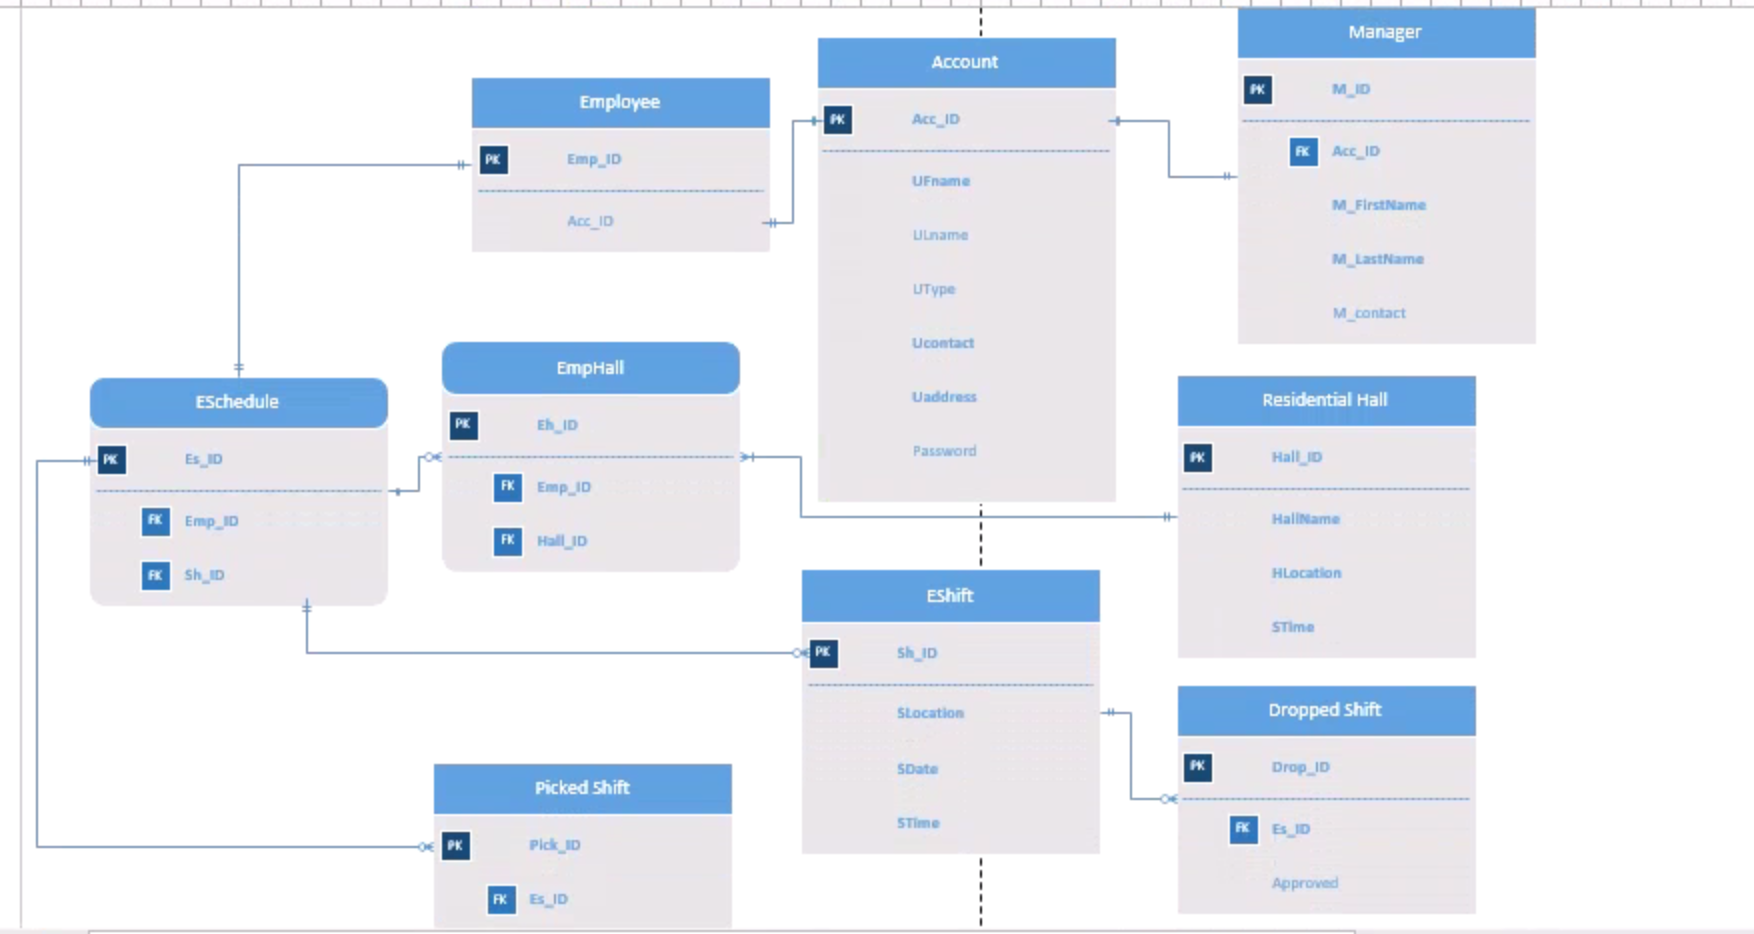 Employee
PK Emp_ID
Acc_ID
Account
PK Acc_ID
UFname
ULname
UType
Ucontact
Uaddress
Password
Manager
PK M_ID
FK Acc_ID
M_FirstName
M_LastName
M_contact
ESchedule
PK Es_ID
FK Emp_ID
FK Sh_ID
EmpHall
PK Eh_ID
FK Emp_ID
FK Hall_ID
Residential Hall
PK Hall_ID
HallName
HLocation
STime
EShift
PK Sh_ID
SLocation
SDate
STime
Picked Shift
PK Pick_ID
FK Es_ID
Dropped Shift
PK Drop_ID
FK Es_ID
Approved